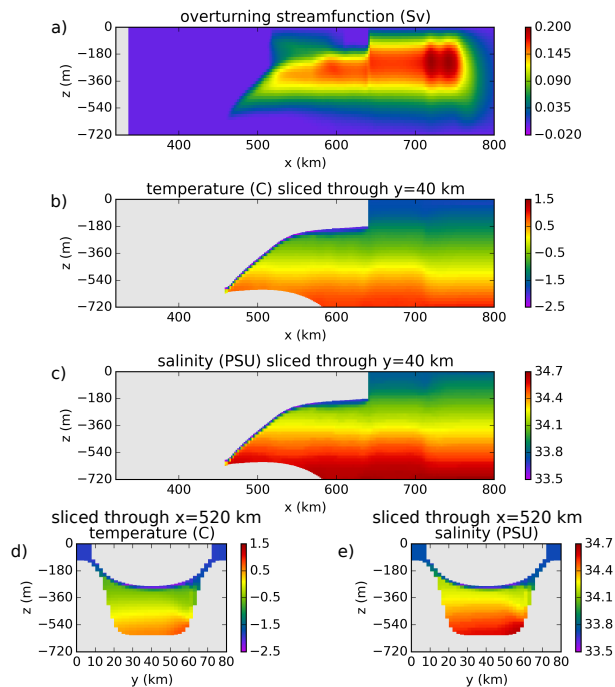 a)
overturning streamfunction (Sv)
0
−180
−360
−540
−720
z (m)
400 500 600 700 800
x (km)
0.200
0.145
0.090
0.035
−0.020
b)
temperature (C) sliced through y=40 km
0
−180
−360
−540
−720
z (m)
400 500 600 700 800
x (km)
1.5
0.5
−0.5
−1.5
−2.5
c)
salinity (PSU) sliced through y=40 km
0
−180
−360
−540
−720
z (m)
400 500 600 700 800
x (km)
34.7
34.4
34.1
33.8
33.5
d)
sliced through x=520 km
temperature (C)
0
−180
−360
−540
−720
z (m)
0 10 20 30 40 50 60 70 80
y (km)
1.5
0.5
−0.5
−1.5
−2.5
e)
sliced through x=520 km
salinity (PSU)
0
−180
−360
−540
−720
z (m)
0 10 20 30 40 50 60 70 80
y (km)
34.7
34.4
34.1
33.8
33.5